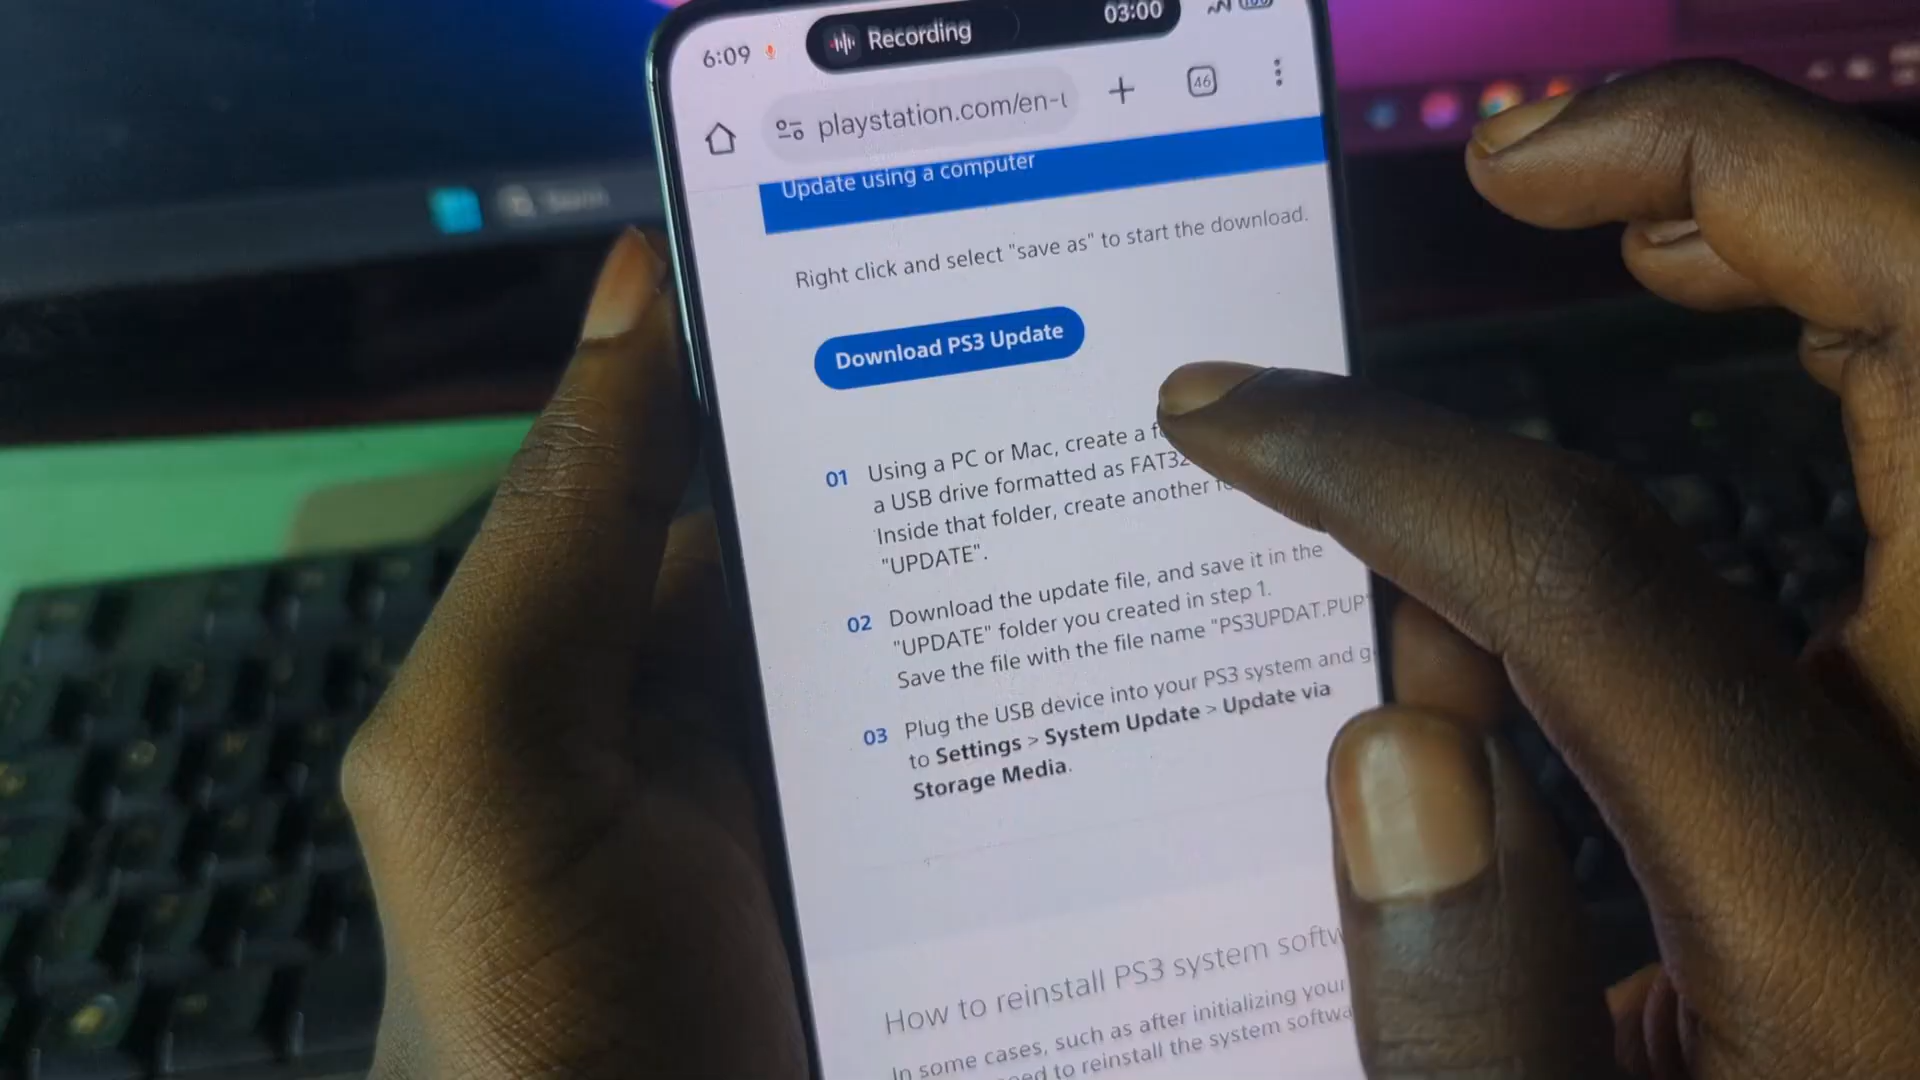 6:09
Recording
03:00
100
playstation.com/en-
46
Update using a computer
Right click and select "save as" to start the download.
Download PS3 Update
01 Using a PC or Mac, create a
a USB drive formatted as FAT32
Inside that folder, create another
"UPDATE".
02 Download the update file, and save it in the
"UPDATE" folder you created in step 1.
Save the file with the file name "PS3UPDAT.PUP"
03 Plug the USB device into your PS3 system and
to Settings > System Update > Update via
Storage Media.
How to reinstall PS3 system
In some cases, such as after initializing your
to reinstall the system
Search